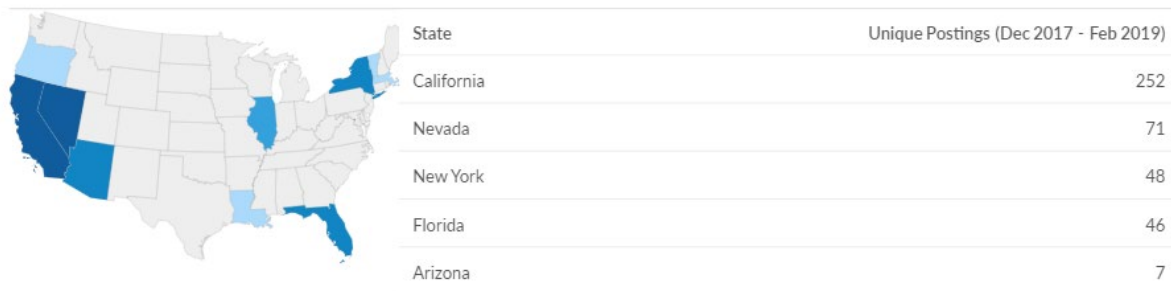 State Unique Postings (Dec 2017 - Feb 2019)
California 252
Nevada 71
New York 48
Florida 46
Arizona 7